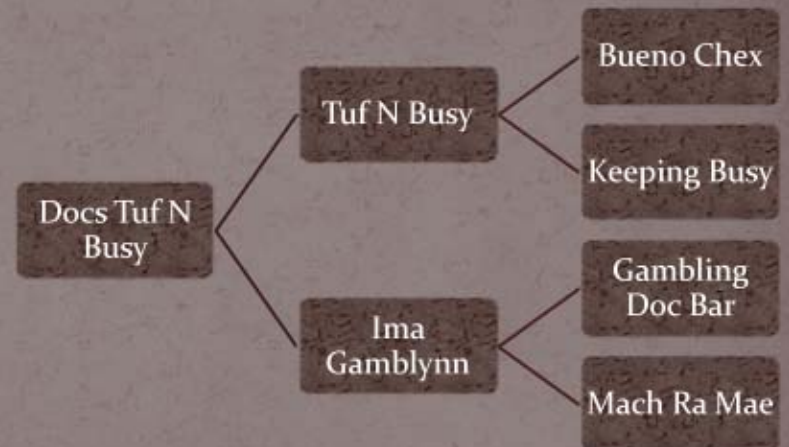 Docs Tuf N
Busy
Tuf N Busy
Ima
Gamblynn
Bueno Chex
Keeping Busy
Gambling
Doc Bar
Mach Ra Mae